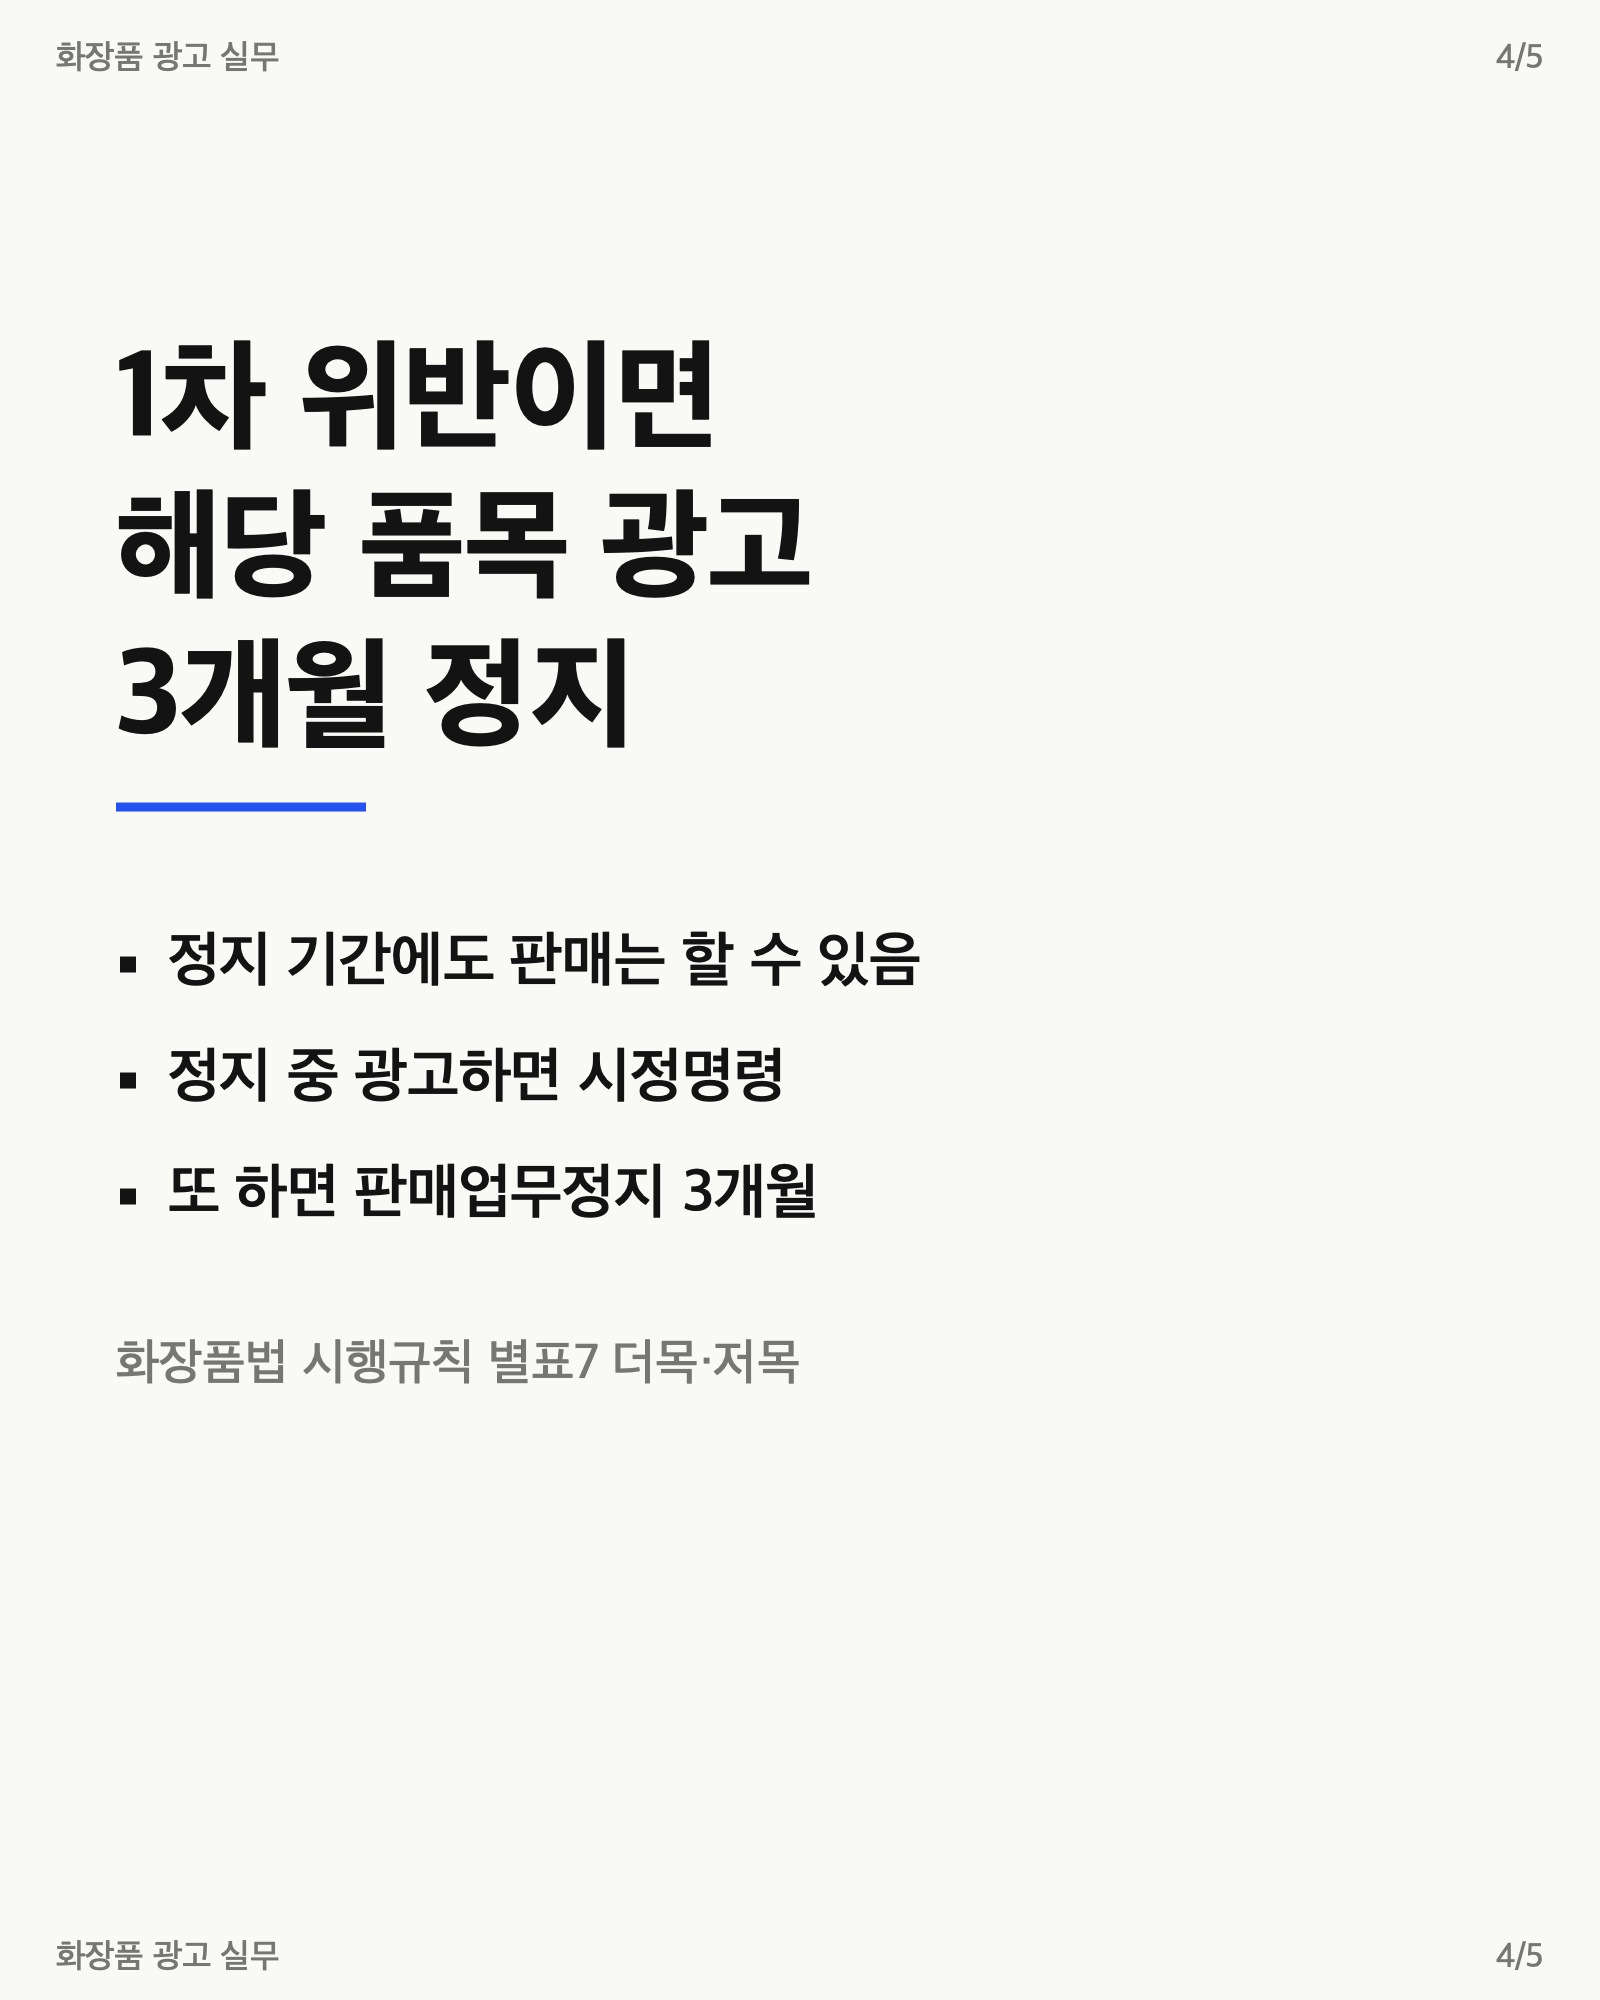 화장품 광고 실무
4/5
1차 위반이면
해당 품목 광고
3개월 정지
▪ 정지 기간에도 판매는 할 수 있음
▪ 정지 중 광고하면 시정명령
▪ 또 하면 판매업무정지 3개월
화장품법 시행규칙 별표7 더목·저목
화장품 광고 실무
4/5